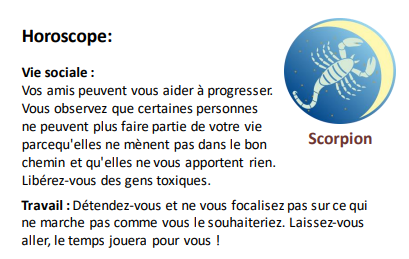 Horoscope:
Vie sociale :
Vos amis peuvent vous aider à progresser.
Vous observez que certaines personnes
ne peuvent plus faire partie de votre vie
parcequ'elles ne mènent pas dans le bon
chemin et qu'elles ne vous apportent rien.
Libérez-vous des gens toxiques.
Scorpion
Travail : Détendez-vous et ne vous focalisez pas sur ce qui
ne marche pas comme vous le souhaiteriez. Laissez-vous
aller, le temps jouera pour vous !